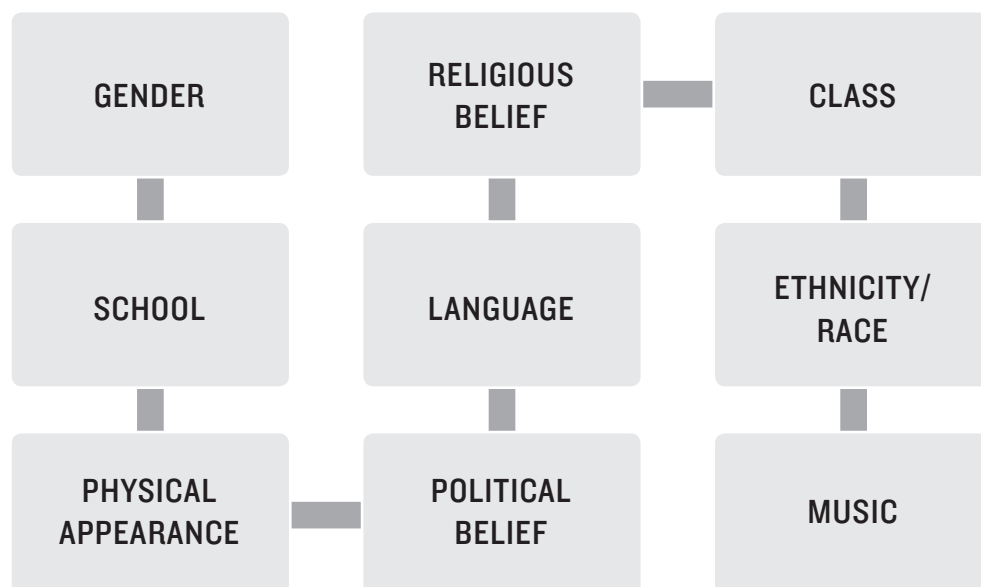 GENDER
RELIGIOUS
BELIEF
CLASS
SCHOOL
LANGUAGE
ETHNICITY/
RACE
PHYSICAL
APPEARANCE
POLITICAL
BELIEF
MUSIC